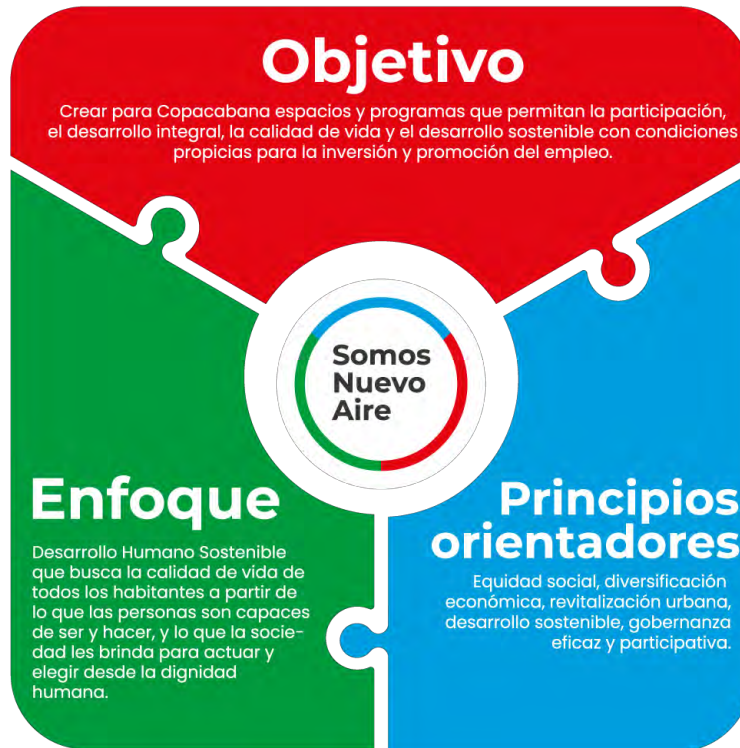 Objetivo
Crear para Copacabana espacios y programas que permitan la participación,
el desarrollo integral, la calidad de vida y el desarrollo sostenible con condiciones
propicias para la inversión y promoción del empleo.
Somos
Nuevo
Aire
Enfoque
Desarrollo Humano Sostenible
que busca la calidad de vida de
todos los habitantes a partir de
lo que las personas son capaces
de ser y hacer, y lo que la socie-
dad les brinda para actuar y
elegir desde la dignidad
humana.
Principios
orientadores
Equidad social, diversificación
económica, revitalización urbana,
desarrollo sostenible, gobernanza
eficaz y participativa.